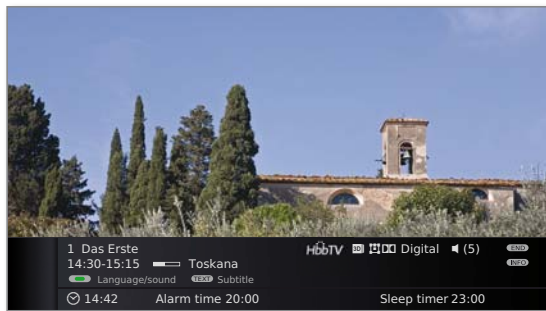 1 Das Erste HbbTV 3D DD Digital (5) END
14:30-15:15 Toskana INFO
Language/sound TEXT Subtitle
14:42 Alarm time 20:00 Sleep timer 23:00